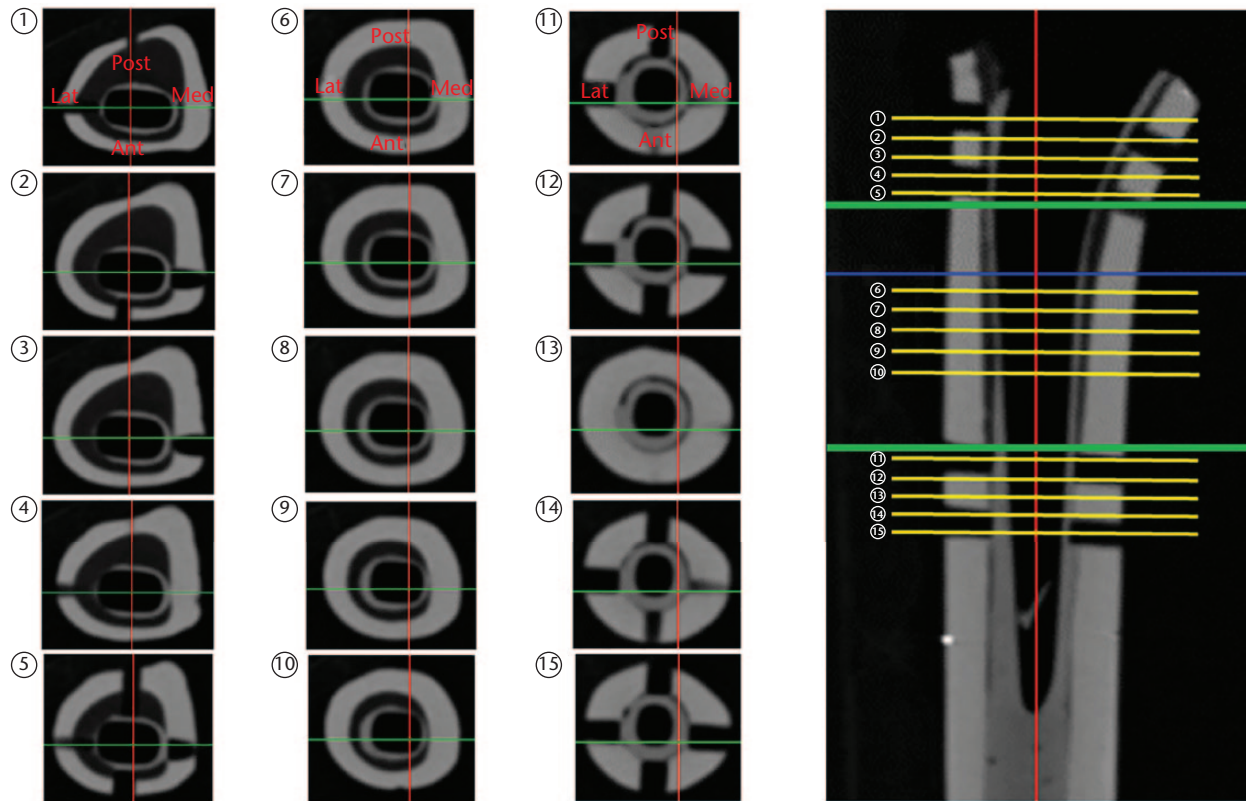 ① ⑥ ⑪
Post Post Post
Lat Med Lat Med Lat Med
Ant Ant Ant
② ⑦ ⑫
③ ⑧ ⑬
④ ⑨ ⑭
⑤ ⑩ ⑮
①
②
③
④
⑤
⑥
⑦
⑧
⑨
⑩
⑪
⑫
⑬
⑭
⑮